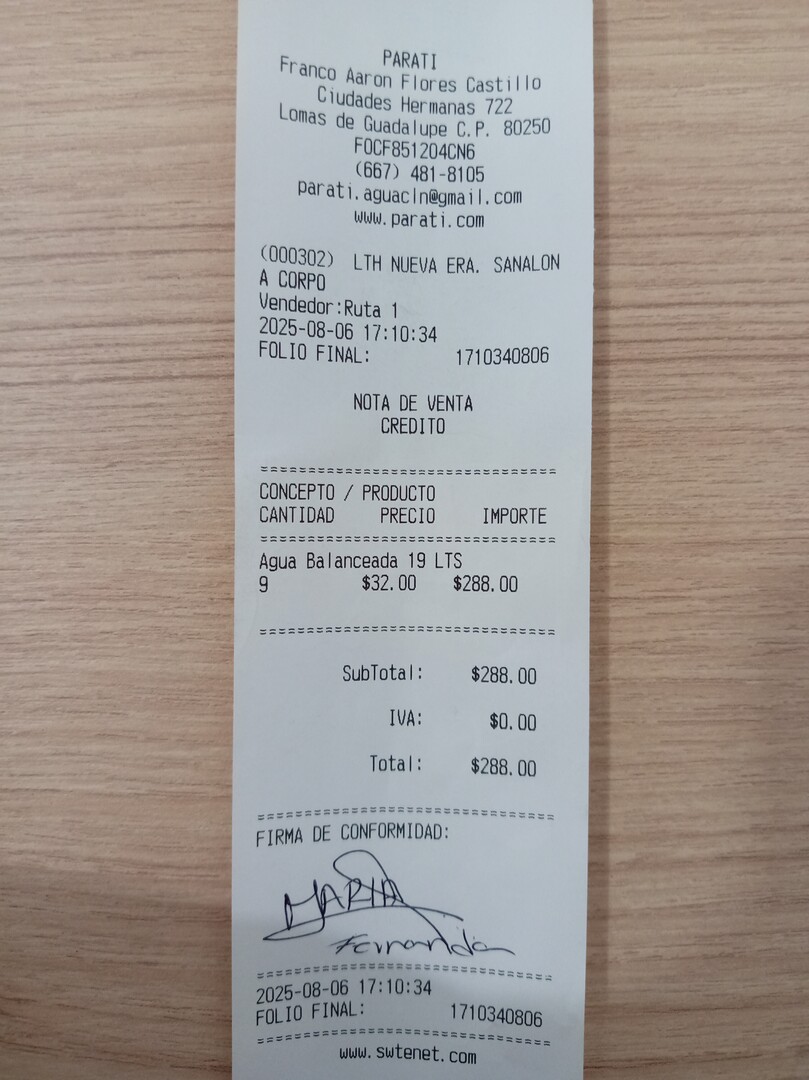 PARATI
Franco Aaron Flores Castillo
Ciudades Hermanas 722
Lomas de Guadalupe C.P. 80250
FOCF851204CN6
(667) 481-8105
parati.aguacln@gmail.com
www.parati.com
(000302) LTH NUEVA ERA. SANALON
A CORPO
Vendedor:Ruta 1
2025-08-06 17:10:34
FOLIO FINAL: 1710340806
NOTA DE VENTA
CREDITO
===============================
CONCEPTO / PRODUCTO
CANTIDAD PRECIO IMPORTE
===============================
Agua Balanceada 19 LTS
9 $32.00 $288.00
===============================
SubTotal: $288.00
IVA: $0.00
Total: $288.00
===============================
FIRMA DE CONFORMIDAD:
MARIA
Fernanda
===============================
2025-08-06 17:10:34
FOLIO FINAL: 1710340806
===============================
www.swtenet.com